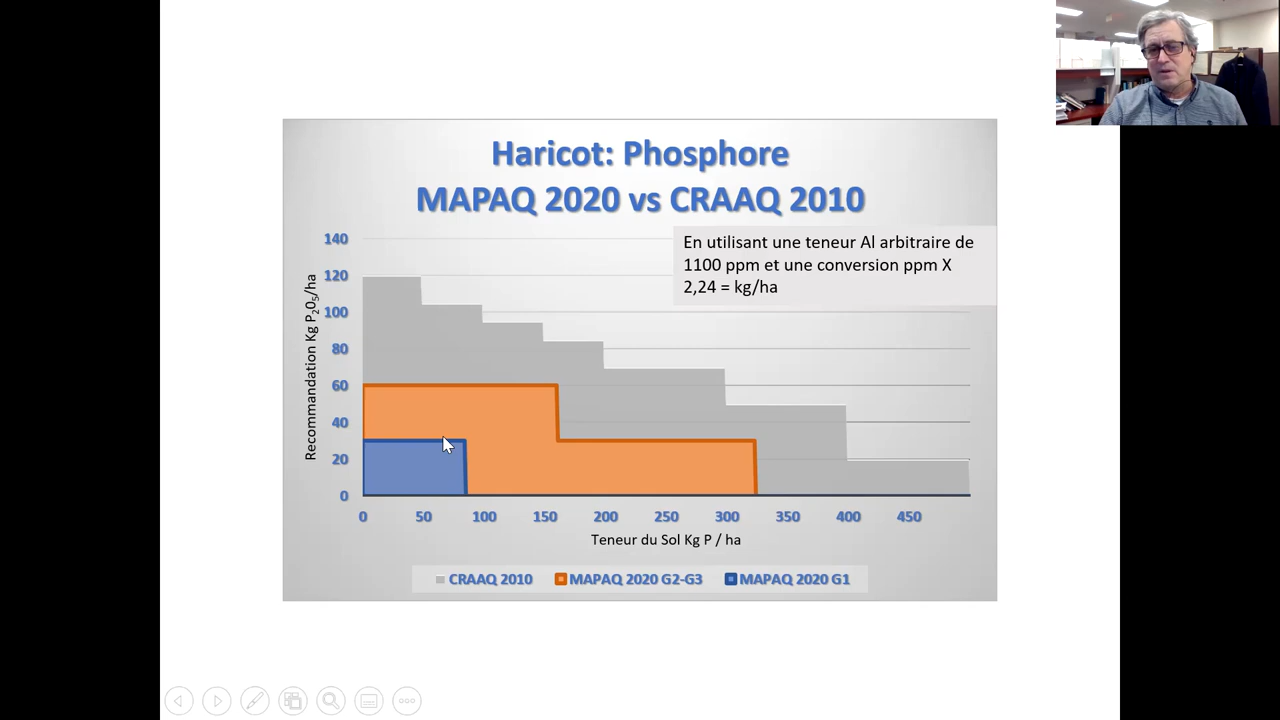 Haricot: Phosphore
MAPAQ 2020 vs CRAAQ 2010
En utilisant une teneur Al arbitraire de
1100 ppm et une conversion ppm X
2,24 = kg/ha
Recommandation Kg P₂0₅/ha
140
120
100
80
60
40
20
0
0 50 100 150 200 250 300 350 400 450
Teneur du Sol Kg P / ha
CRAAQ 2010 MAPAQ 2020 G2-G3 MAPAQ 2020 G1